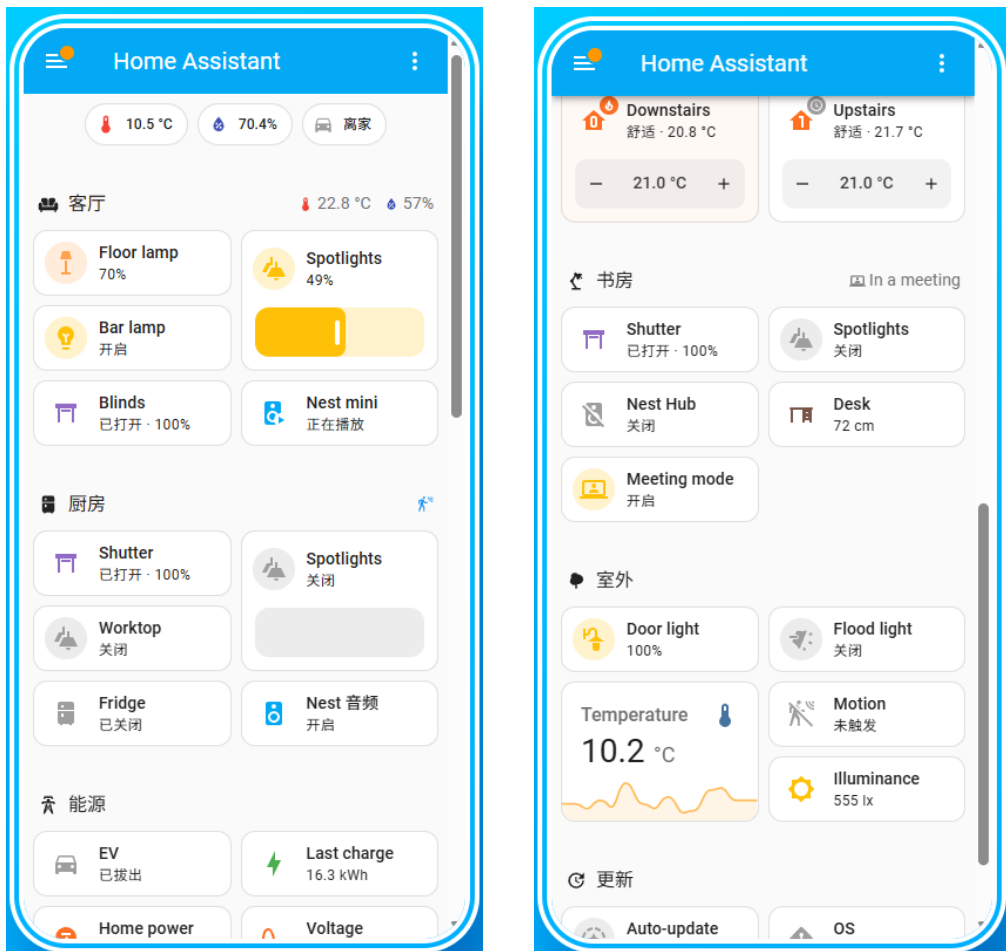 Home Assistant
10.5 °C
70.4%
离家
客厅
22.8 °C
57%
Floor lamp
70%
Spotlights
49%
Bar lamp
开启
Blinds
已打开 · 100%
Nest mini
正在播放
厨房
Shutter
已打开 · 100%
Spotlights
关闭
Worktop
关闭
Fridge
已关闭
Nest 音频
开启
能源
EV
已拔出
Last charge
16.3 kWh
Home power
Voltage
Home Assistant
Downstairs
舒适 · 20.8 °C
Upstairs
舒适 · 21.7 °C
− 21.0 °C +
− 21.0 °C +
书房
In a meeting
Shutter
已打开 · 100%
Spotlights
关闭
Nest Hub
关闭
Desk
72 cm
Meeting mode
开启
室外
Door light
100%
Flood light
关闭
Temperature
10.2 °C
Motion
未触发
Illuminance
555 lx
更新
Auto-update
OS